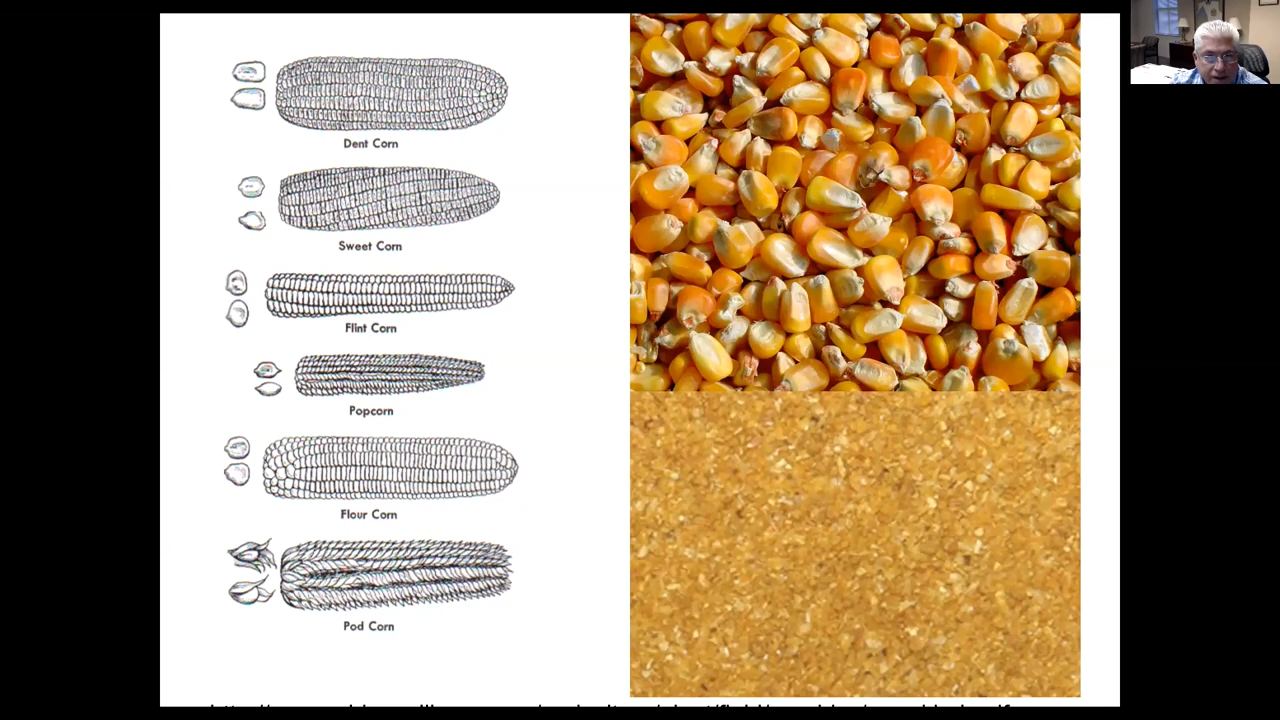 Dent Corn
Sweet Corn
Flint Corn
Popcorn
Flour Corn
Pod Corn